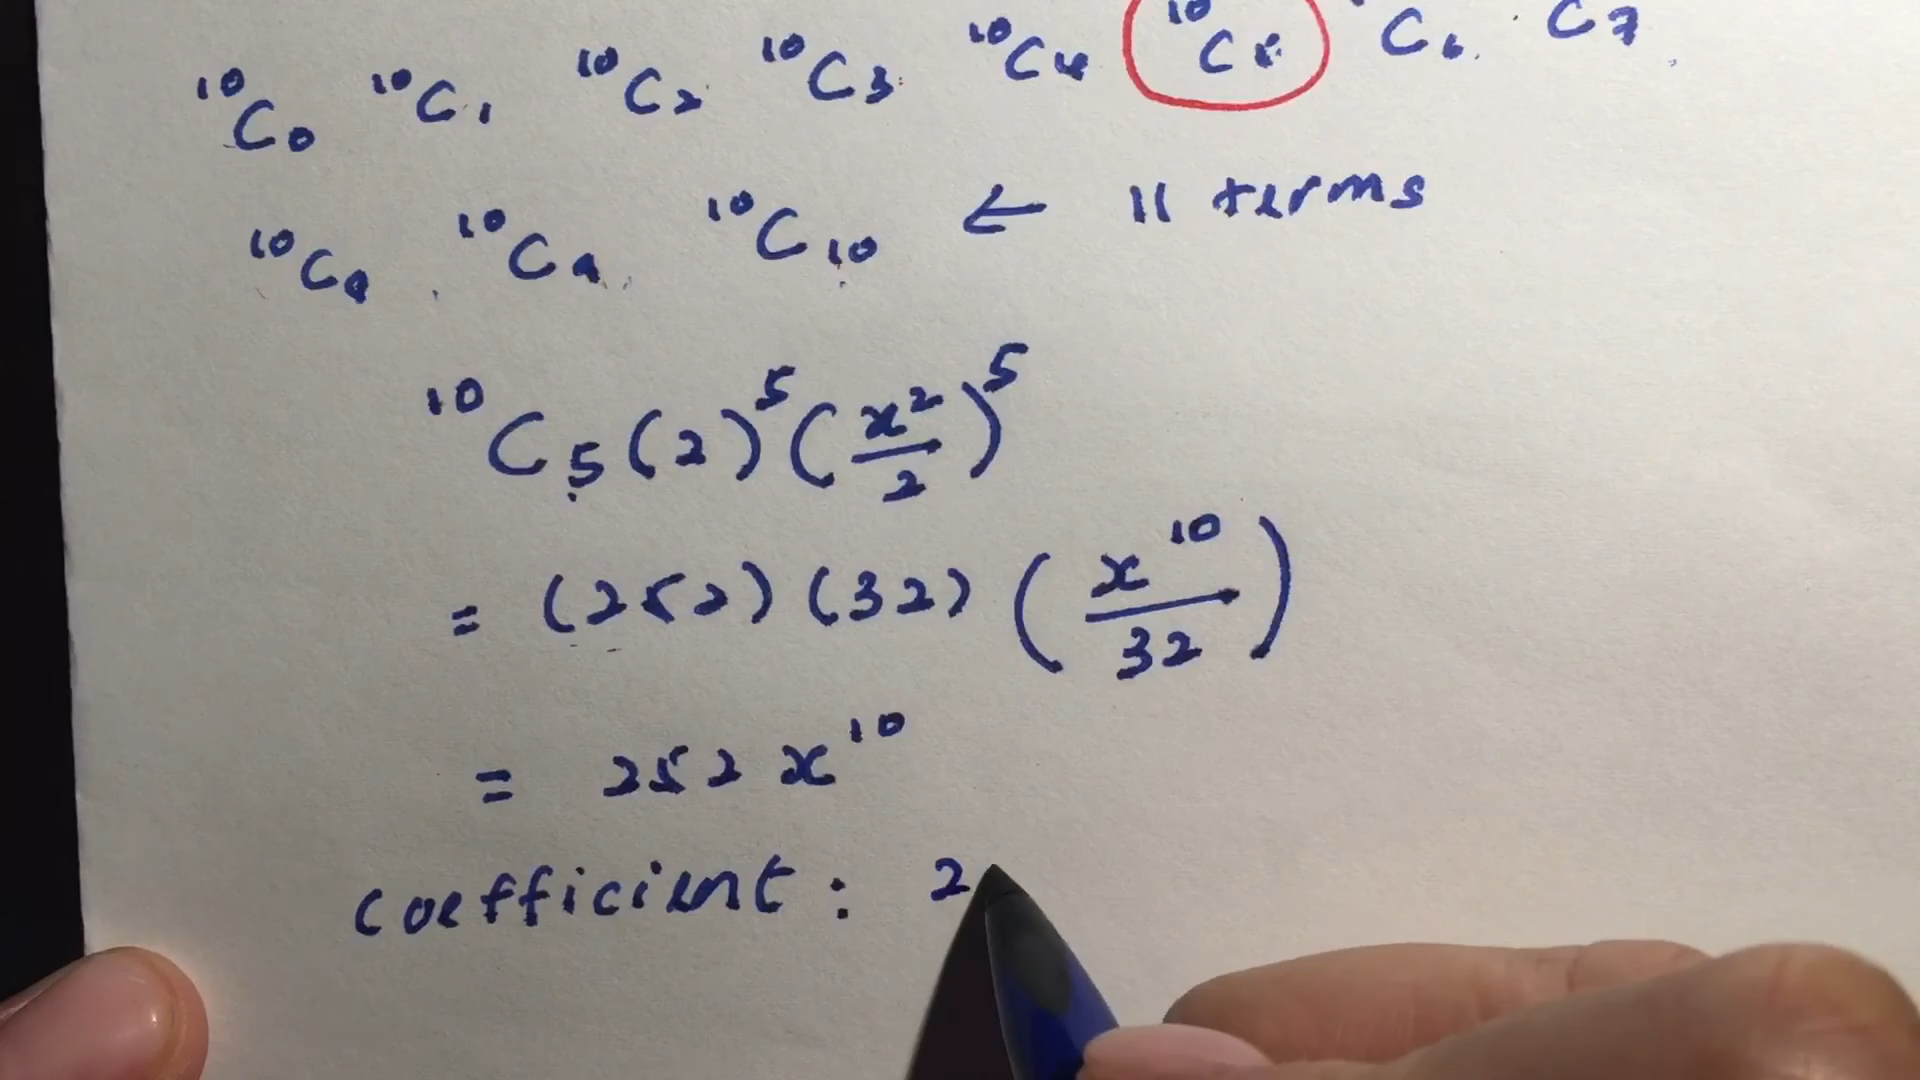 ¹⁰C₀ ¹⁰C₁ ¹⁰C₂ ¹⁰C₃ ¹⁰C₄ ¹⁰C₅ C₆ C₇
¹⁰C₈ ¹⁰C₉ ¹⁰C₁₀ ← 11 terms
¹⁰C₅(2)⁵(x²/2)⁵
= (252)(32)(x¹⁰/32)
= 252x¹⁰
coefficient: 2